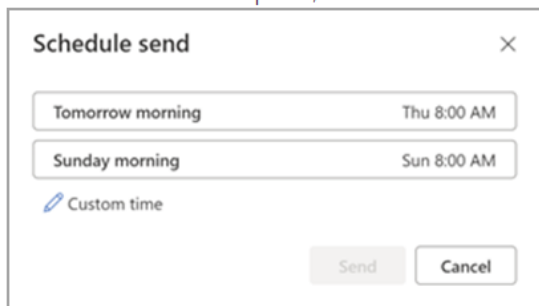 Schedule send
Tomorrow morning Thu 8:00 AM
Sunday morning Sun 8:00 AM
Custom time
Send Cancel